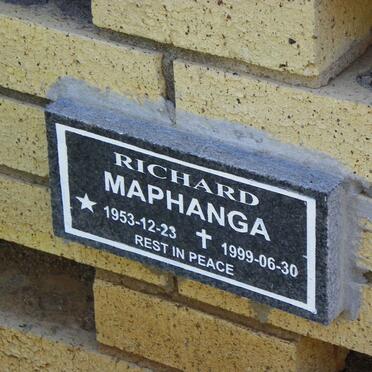 RICHARD
MAPHANGA
1953-12-23 1999-06-30
REST IN PEACE